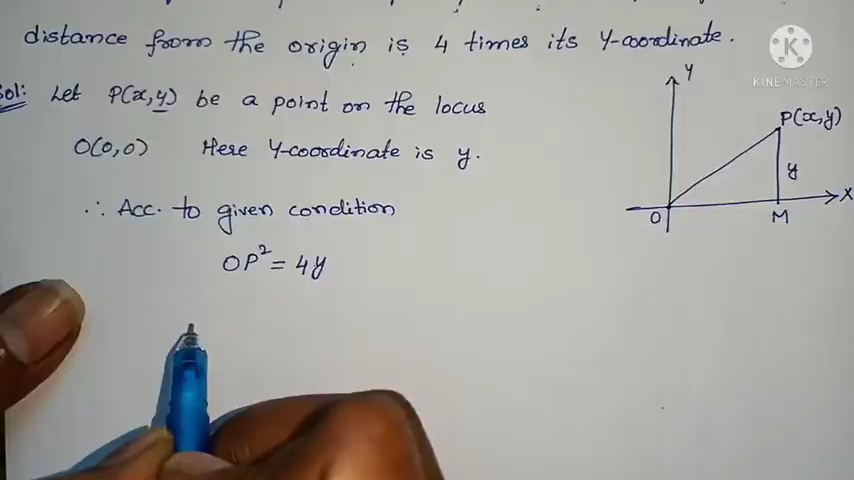 distance from the origin is 4 times its Y-coordinate.
Sol: Let P(x,y) be a point on the locus
O(0,0) Here Y-coordinate is y.
∴ Acc. to given condition
OP² = 4y
Y
P(x,y)
y
O
M
X
KINEMASTER